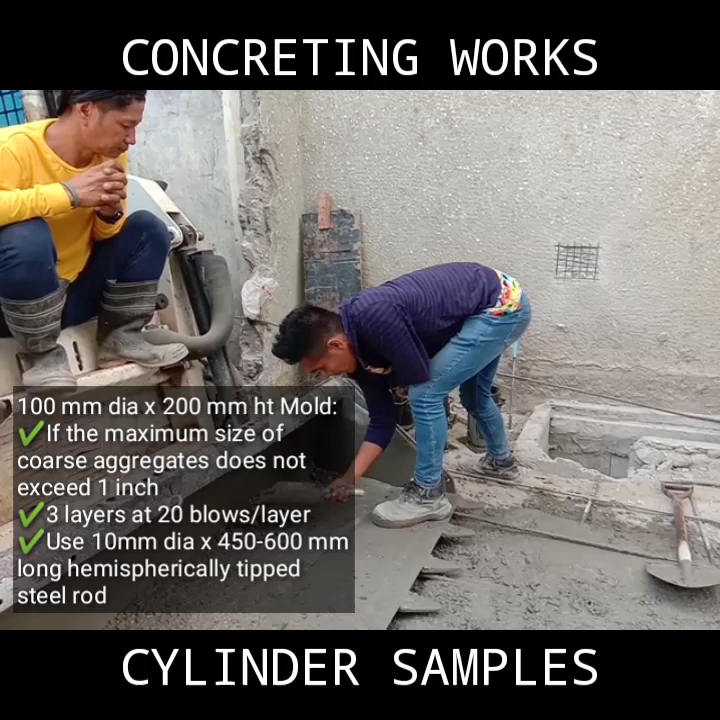 CONCRETING WORKS
100 mm dia x 200 mm ht Mold:
✔If the maximum size of
coarse aggregates does not
exceed 1 inch
✔3 layers at 20 blows/layer
✔Use 10mm dia x 450-600 mm
long hemispherically tipped
steel rod
CYLINDER SAMPLES